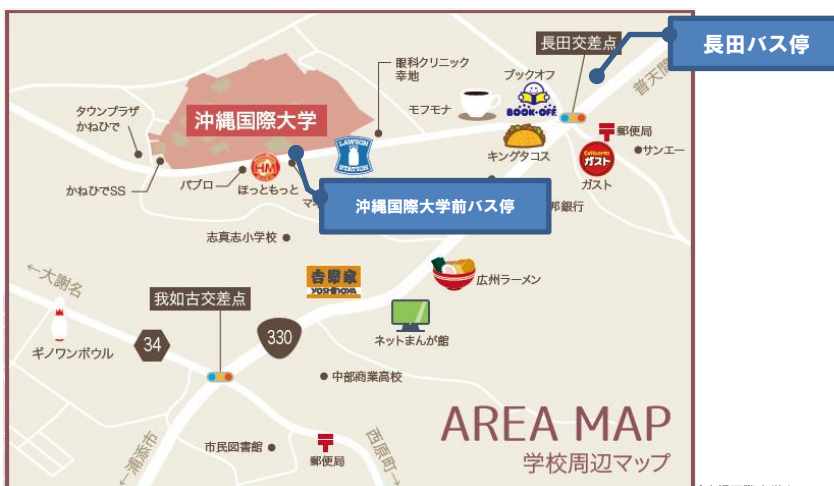 長田バス停
長田交差点
普天間
眼科クリニック
幸地
ブックオフ
BOOK・OFF
モフモナ
タウンプラザ
かねひで
沖縄国際大学
LAWSON
STATION
キングタコス
郵便局
サンエー
ガスト
ガスト
かねひでSS
パブロ
HM
ほっともっと
沖縄国際大学前バス停
邦銀行
志真志小学校
←大謝名
我如古交差点
吉野家
YOSHINOYA
広州ラーメン
ギノワンボウル
34
330
ネットまんが館
中部商業高校
←浦添市
市民図書館
郵便局
西原町→
AREA MAP
学校周辺マップ